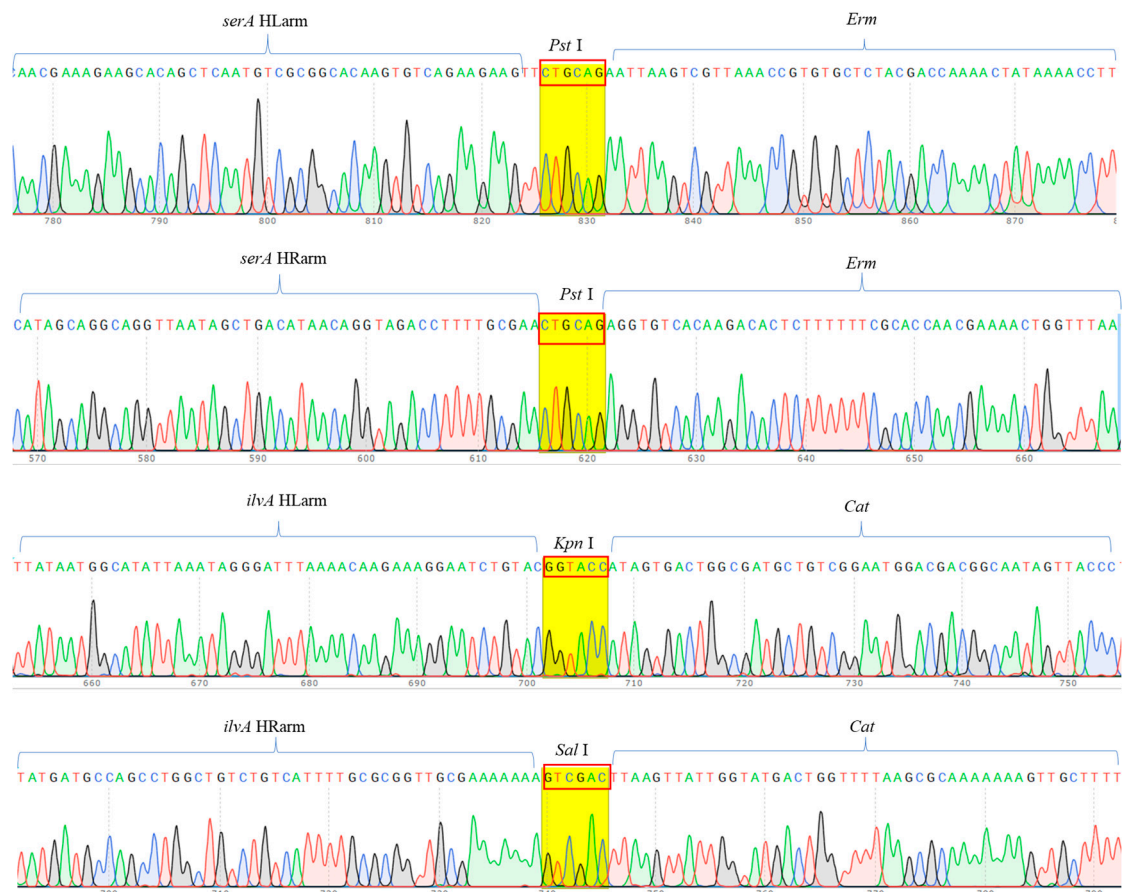 serA HLarm Pst I Erm
CAACGAAAGAAGCACAGCTCAATGTCGCGGCACAAGTGTCAGAAGAAGTTCTGCAGAATTAAGTCGTTAAACCGTGTGCTCTACGACCAAAACTATAAAACCTT
780 790 800 810 820 830 840 850 860 870
serA HRarm Pst I Erm
CATAGCAGGCAGGTTAATAGCTGACATAACAGGTAGACCTTTTGCGAACTGCAGAGGTGTCACAAGACACTCTTTTTTCGCACCAACGAAAACTGGTTTAA
570 580 590 600 610 620 630 640 650 660
ilvA HLarm Kpn I Cat
TTATAATGGCATATTAAATAGGGATTTAAAACAAGAAAGGAATCTGTACGGTACCATAGTGACTGGCGATGCTGTCGGAATGGACGACGGCAATAGTTACCCT
660 670 680 690 700 710 720 730 740 750
ilvA HRarm Sal I Cat
TATGATGCCAGCCTGGCTGTCTGTCATTTTGCGCGGTTGCGAAAAAAAGTCGACTTAAGTTATTGGTATGACTGGTTTTAAGCGCAAAAAAAGTTGCTTTT